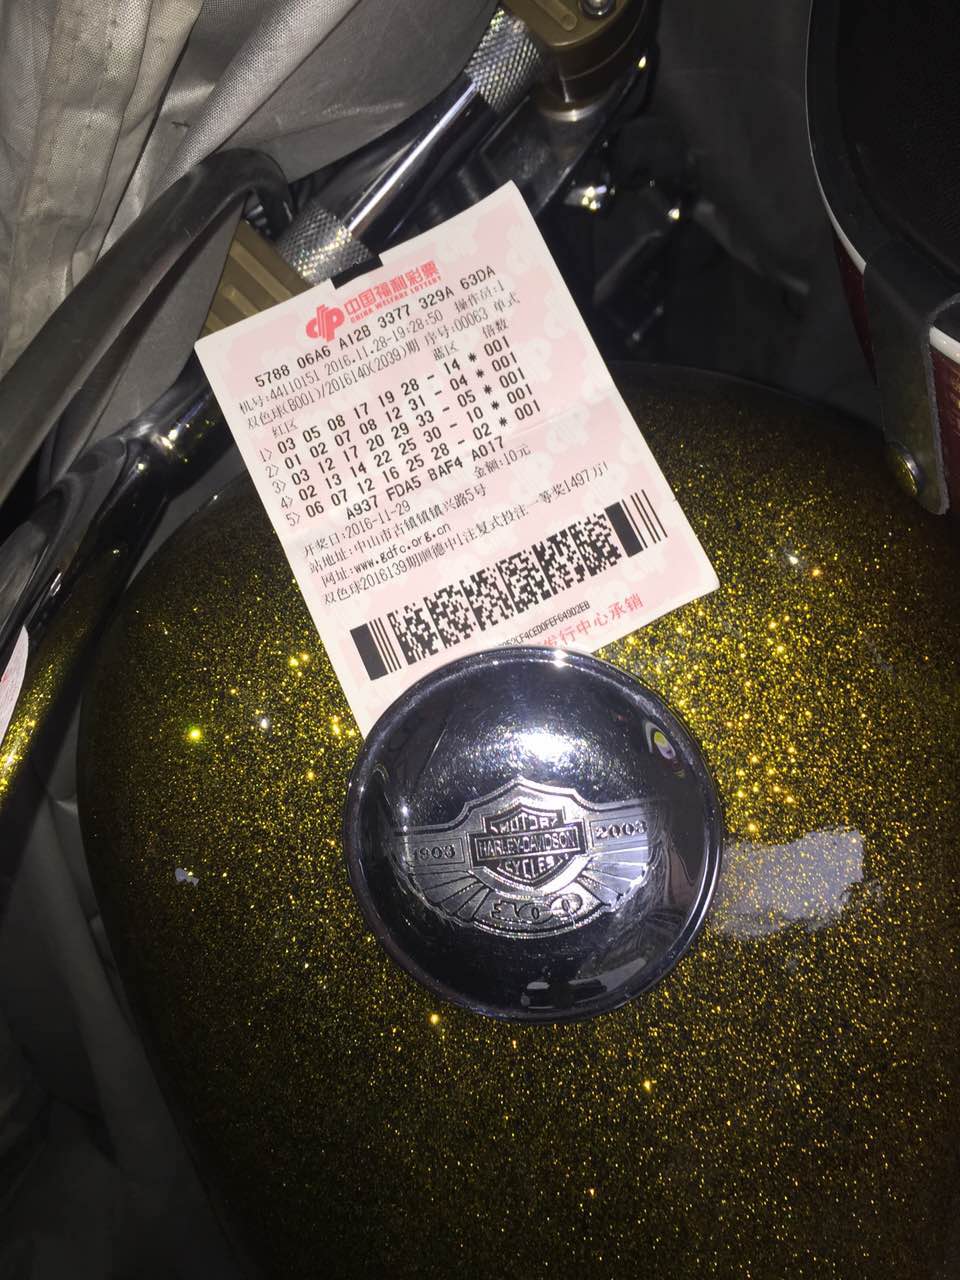 中国福利彩票
CHINA WELFARE LOTTERY
5788 06A6 A12B 3377 329A 63DA
机号:44110151 2016.11.28-19:28:50 操作员:1
双色球(B001)/2016140(2039)期 序号:00063 单式
红区 蓝区 倍数
1> 03 05 08 17 19 28 - 14 * 001
2> 01 02 07 08 12 31 - 04 * 001
3> 03 12 17 20 29 33 - 05 * 001
4> 02 13 14 22 25 30 - 10 * 001
5> 06 07 12 16 25 28 - 02 * 001
A937 FDA5 BAF4 A017
开奖日:2016-11-29 金额:10元
站地址:中山市古镇镇镇兴路5号
网址:www.gdfc.org.cn
双色球2016139期顺德中1注复式投注一等奖1497万!
发行中心承销
MOTOR
1903 HARLEY-DAVIDSON 2003
CYCLES